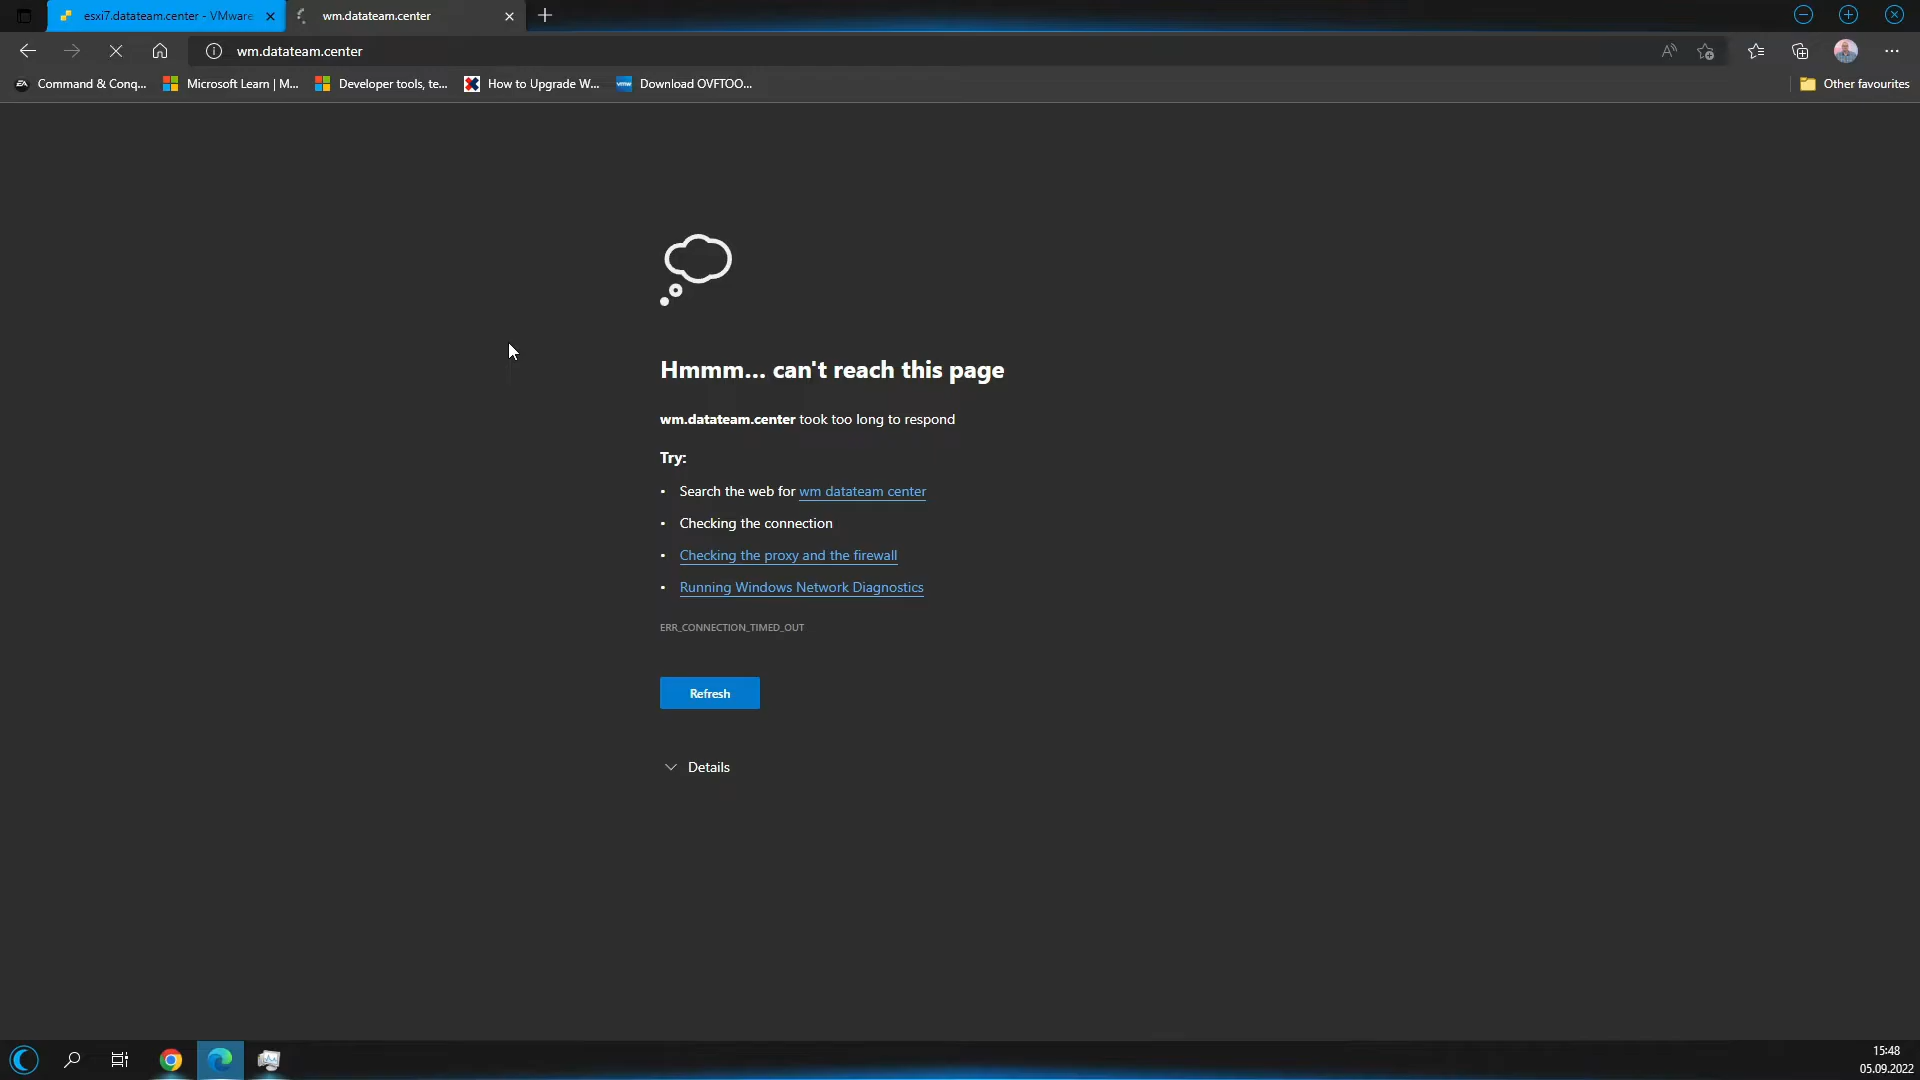 esxi7.datateam.center - VMware
wm.datateam.center
wm.datateam.center
Command & Conq...
Microsoft Learn | M...
Developer tools, te...
How to Upgrade W...
vmw
Download OVFTOO...
Other favourites
Hmmm... can't reach this page
wm.datateam.center took too long to respond
Try:
• Search the web for wm datateam center
• Checking the connection
• Checking the proxy and the firewall
• Running Windows Network Diagnostics
ERR_CONNECTION_TIMED_OUT
Refresh
Details
15:48
05.09.2022